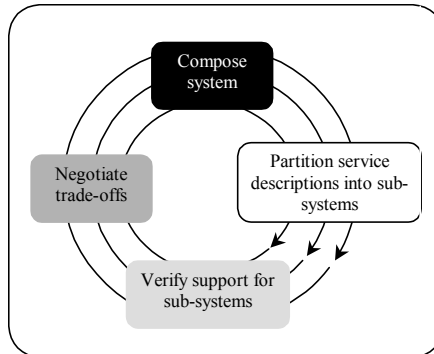 Compose
system
Negotiate
trade-offs
Partition service
descriptions into sub-
systems
Verify support for
sub-systems